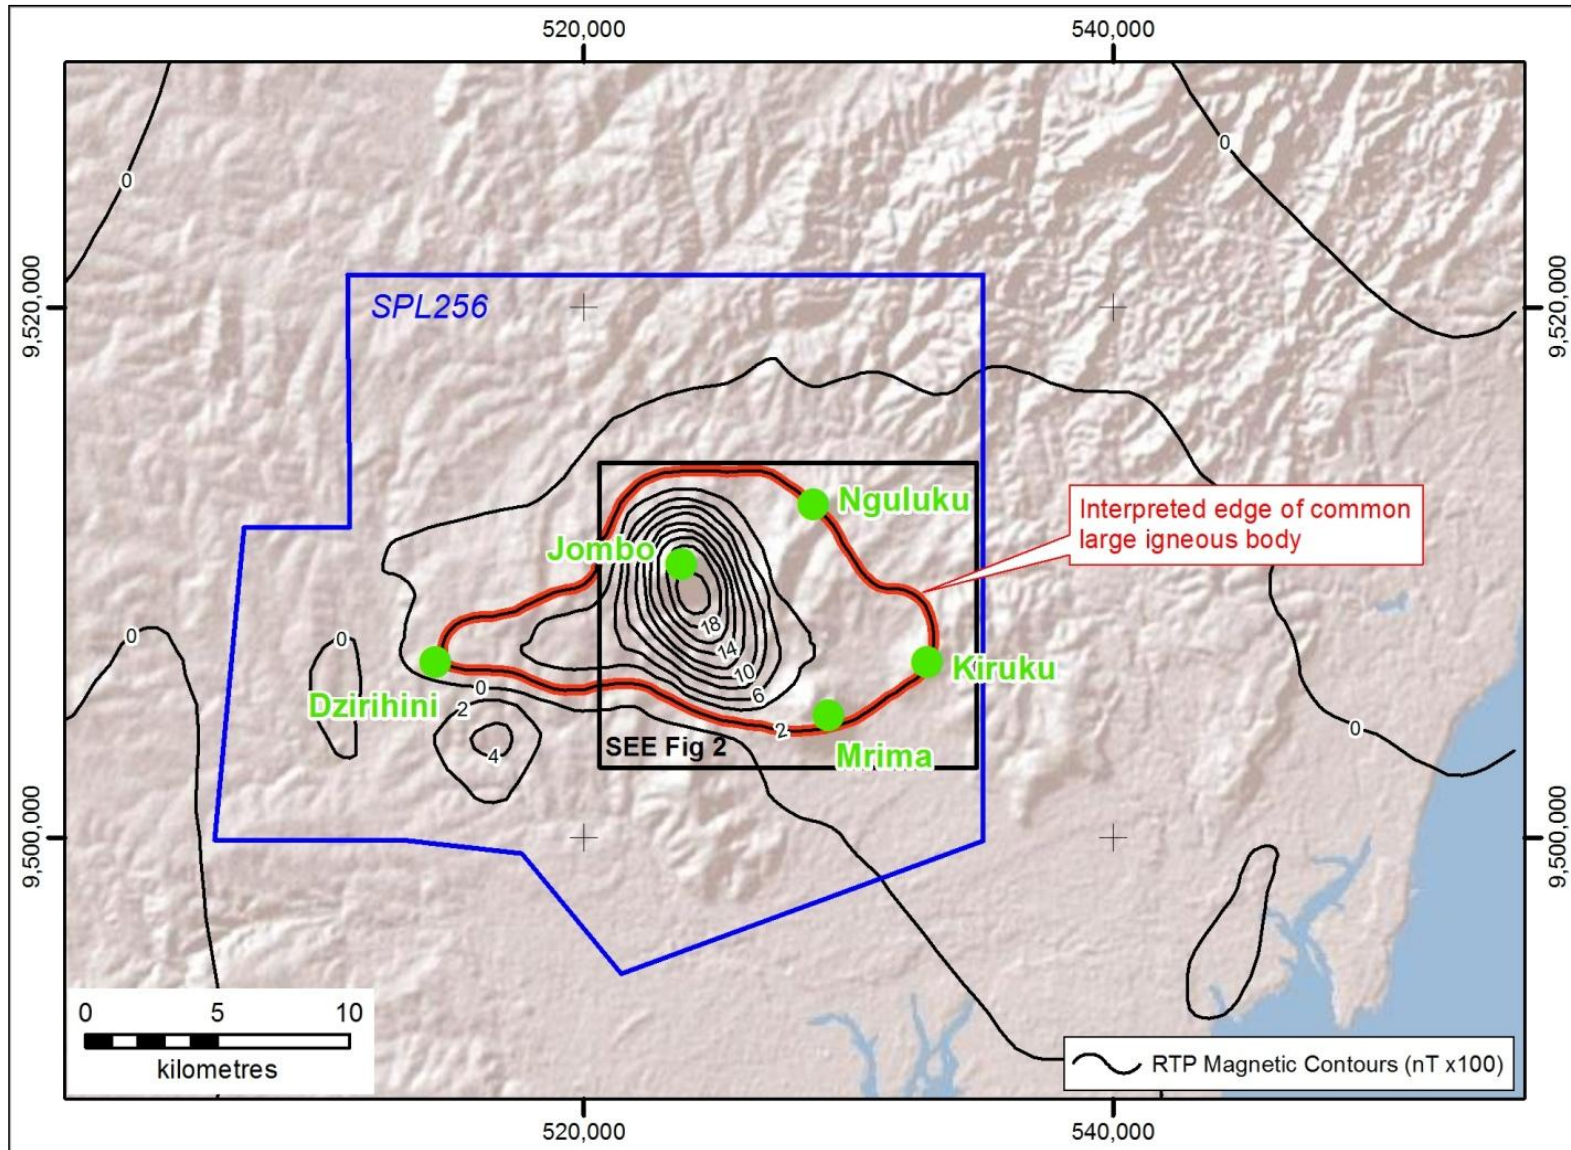 520,000
540,000
0
0
9,520,000
SPL256
9,520,000
Nguluku
Interpreted edge of common
large igneous body
Jombo
18
14
0
0
Kiruku
10
6
0
2
Dzirihini
2
0
SEE Fig 2
4
Mrima
9,500,000
9,500,000
0
5
10
kilometres
RTP Magnetic Contours (nT x100)
520,000
540,000